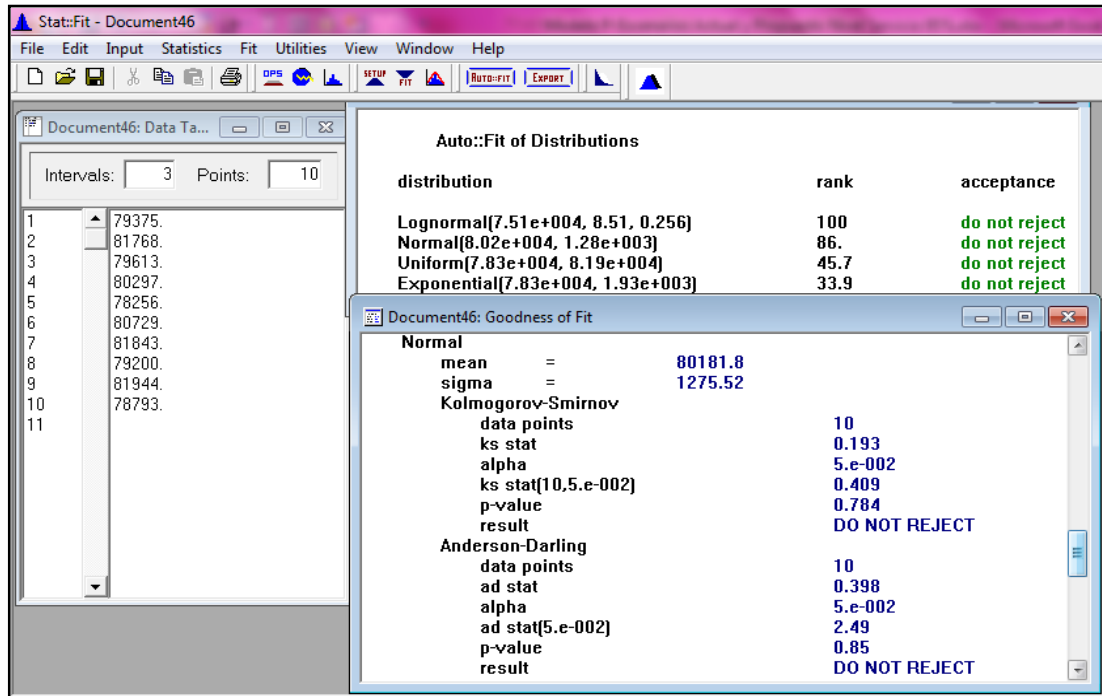 Stat::Fit - Document46
File Edit Input Statistics Fit Utilities View Window Help
OPS SETUP FIT AUTO::FIT EXPORT
Document46: Data Ta...
Intervals: 3 Points: 10
1 79375.
2 81768.
3 79613.
4 80297.
5 78256.
6 80729.
7 81843.
8 79200.
9 81944.
10 78793.
11
Auto::Fit of Distributions
distribution rank acceptance
Lognormal(7.51e+004, 8.51, 0.256) 100 do not reject
Normal(8.02e+004, 1.28e+003) 86. do not reject
Uniform(7.83e+004, 8.19e+004) 45.7 do not reject
Exponential(7.83e+004, 1.93e+003) 33.9 do not reject
Document46: Goodness of Fit
Normal
mean = 80181.8
sigma = 1275.52
Kolmogorov-Smirnov
data points 10
ks stat 0.193
alpha 5.e-002
ks stat(10,5.e-002) 0.409
p-value 0.784
result DO NOT REJECT
Anderson-Darling
data points 10
ad stat 0.398
alpha 5.e-002
ad stat(5.e-002) 2.49
p-value 0.85
result DO NOT REJECT